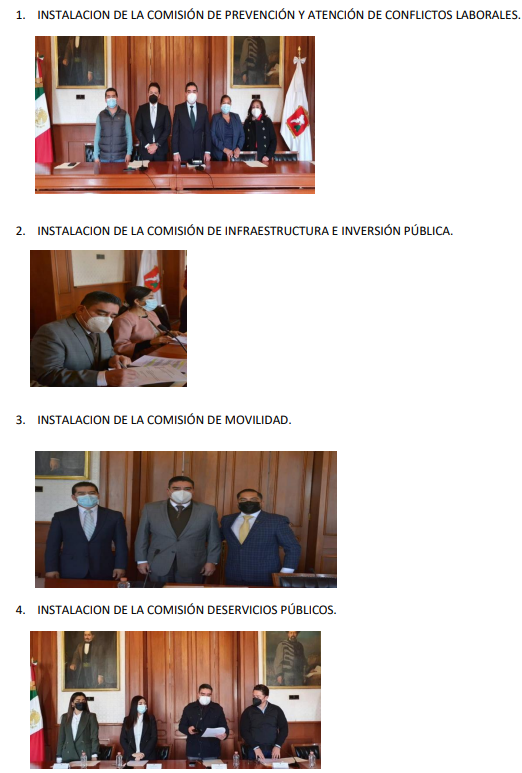 1. INSTALACION DE LA COMISIÓN DE PREVENCIÓN Y ATENCIÓN DE CONFLICTOS LABORALES.
2. INSTALACION DE LA COMISIÓN DE INFRAESTRUCTURA E INVERSIÓN PÚBLICA.
3. INSTALACION DE LA COMISIÓN DE MOVILIDAD.
4. INSTALACION DE LA COMISIÓN DESERVICIOS PÚBLICOS.